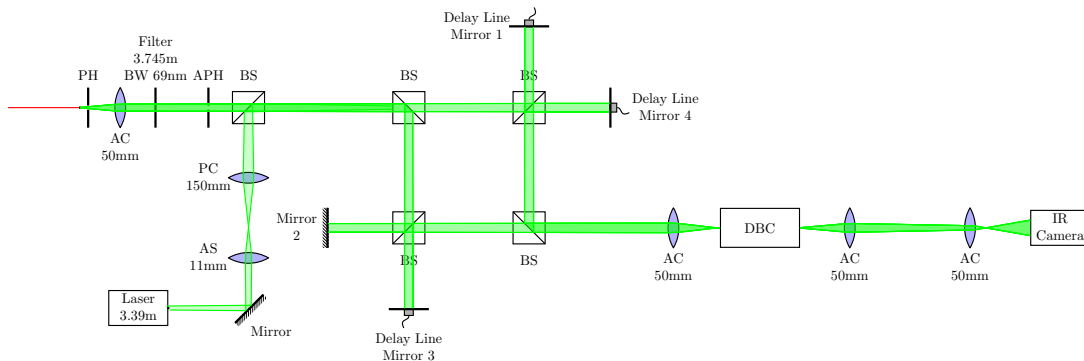 Delay Line
Mirror 1
Filter
3.745m
PH
BW 69nm
APH
BS
BS
BS
Delay Line
Mirror 4
AC
50mm
PC
150mm
Mirror
2
AS
11mm
BS
BS
AC
50mm
DBC
AC
50mm
AC
50mm
IR
Camera
Laser
3.39m
Mirror
Delay Line
Mirror 3